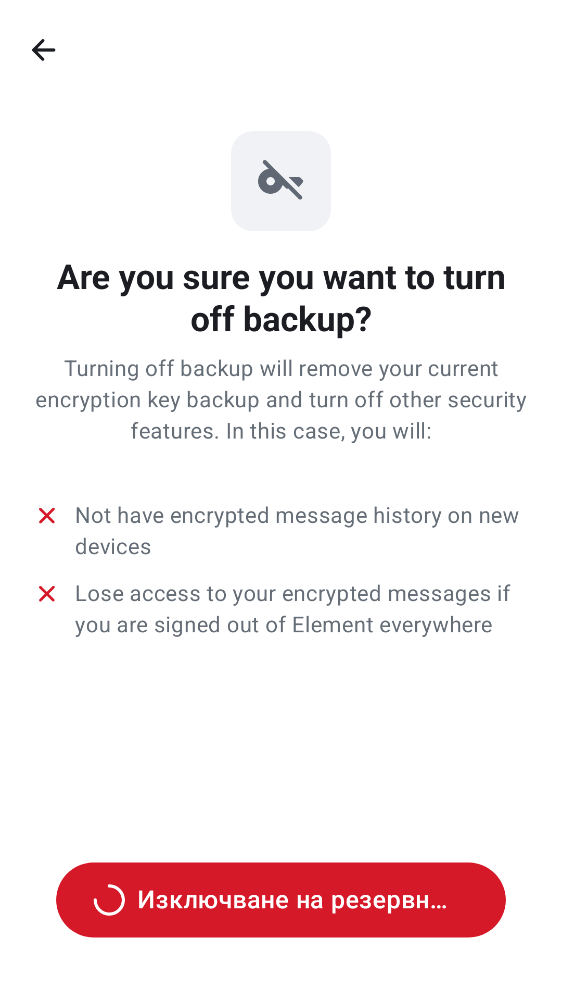 Are you sure you want to turn
off backup?
Turning off backup will remove your current
encryption key backup and turn off other security
features. In this case, you will:
Not have encrypted message history on new
devices
Lose access to your encrypted messages if
you are signed out of Element everywhere
Изключване на резервн…